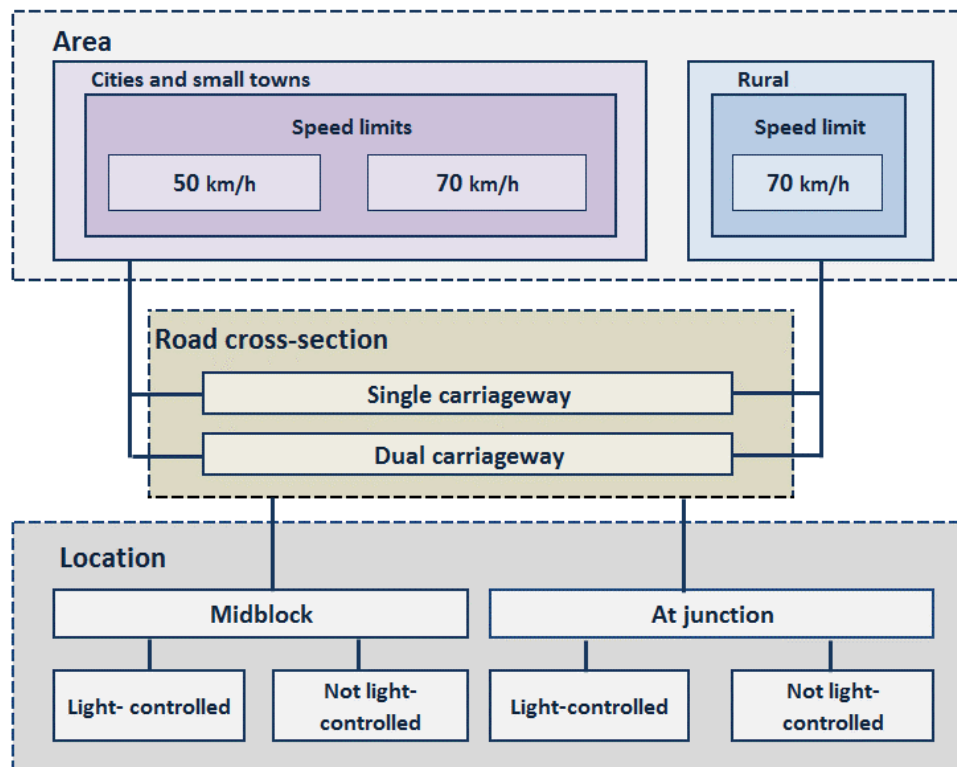 Area
Cities and small towns
Speed limits
50 km/h
70 km/h
Rural
Speed limit
70 km/h
Road cross-section
Single carriageway
Dual carriageway
Location
Midblock
Light- controlled
Not light-
controlled
At junction
Light-controlled
Not light-
controlled